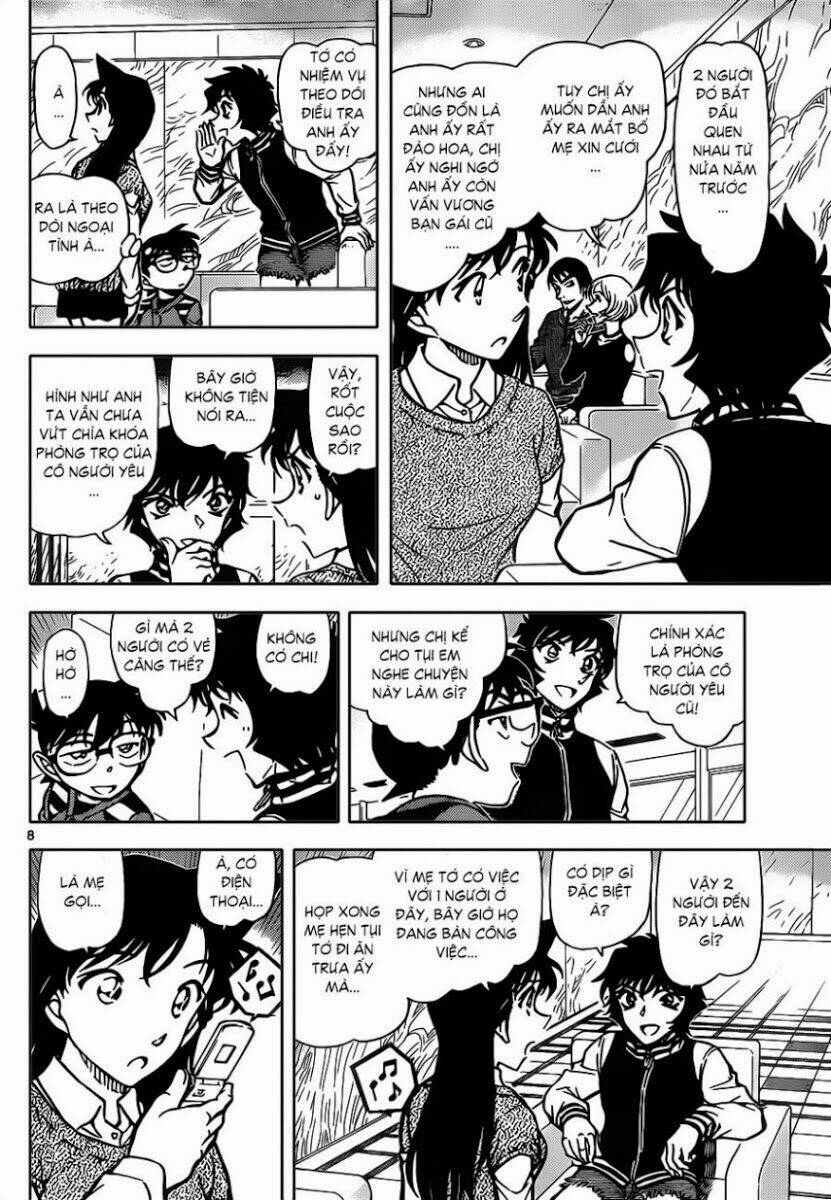 2 NGƯỜI
ĐÓ BẮT
ĐẦU
QUEN
NHAU TỪ
NỬA NĂM
TRƯỚC
...
TUY CHỊ ẤY
MUỐN DẪN ANH
ẤY RA MẮT BỐ
MẸ XIN CƯỚI
...
NHƯNG AI
CŨNG ĐỒN LÀ
ANH ẤY RẤT
ĐÀO HOA, CHỊ
ẤY NGHI NGỜ
ANH ẤY CÒN
VẤN VƯƠNG
BẠN GÁI CŨ
....
TỚ CÓ
NHIỆM VỤ
THEO DÕI
ĐIỀU TRA
ANH ẤY
ĐẤY!
À
...
RA LÀ THEO
DÕI NGOẠI
TÌNH À...
VẬY,
RỐT
CUỘC
SAO
RỒI?
BÂY GIỜ
KHÔNG TIỆN
NÓI RA...
HÌNH NHƯ ANH
TA VẪN CHƯA
VỨT CHÌA KHÓA
PHÒNG TRỌ CỦA
CÔ NGƯỜI YÊU
...
CHÍNH XÁC
LÀ PHÒNG
TRỌ CỦA CÔ
NGƯỜI YÊU
CŨ!
NHƯNG CHỊ KỂ
CHO TỤI EM
NGHE CHUYỆN
NÀY LÀM GÌ?
KHÔNG
CÓ CHI!
GÌ MÀ 2
NGƯỜI CÓ VẺ
CĂNG THẾ?
HỜ
HỜ
...
8
VẬY 2
NGƯỜI ĐẾN
ĐÂY LÀM
GÌ?
CÓ DỊP GÌ
ĐẶC BIỆT
À?
VÌ MẸ TỚ CÓ VIỆC
VỚI 1 NGƯỜI Ở
ĐÂY, BÂY GIỜ HỌ
ĐANG BÀN CÔNG
VIỆC...
HỌP XONG
MẸ HẸN TỤI
TỚ ĐI ĂN
TRƯA ẤY
MÀ...
À, CÓ
ĐIỆN
THOẠI...
LÀ MẸ
GỌI...